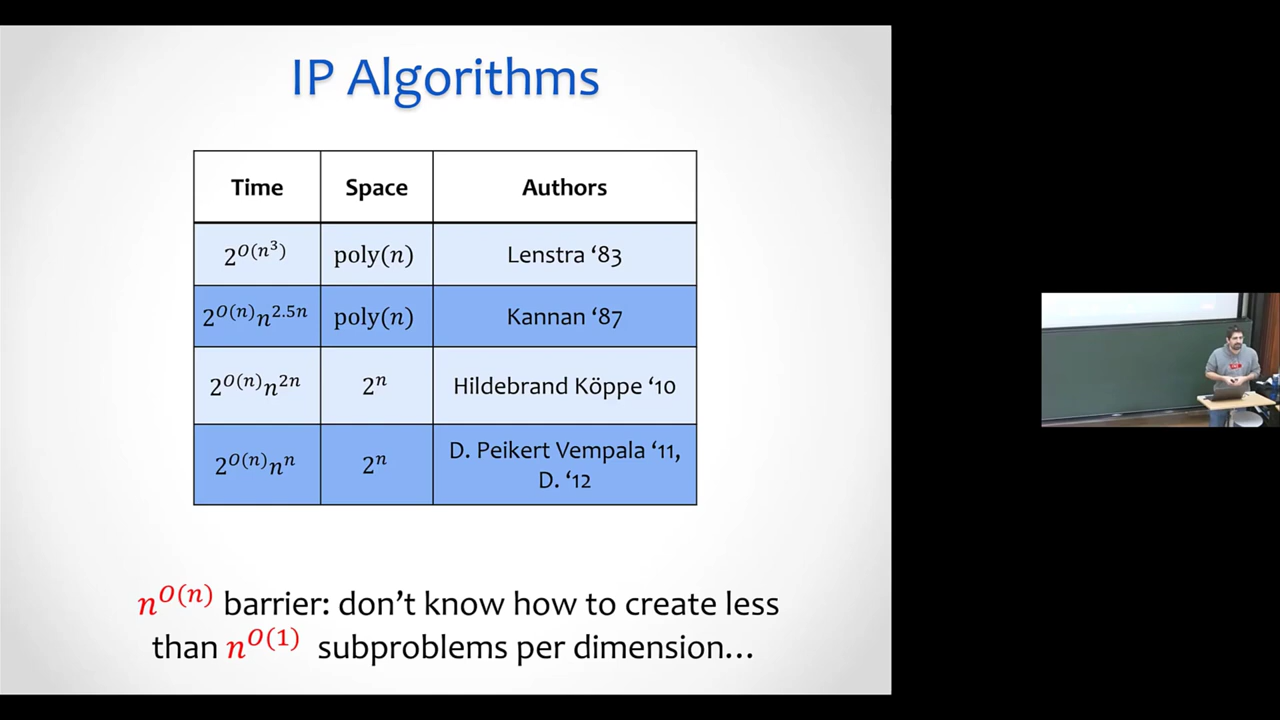 IP Algorithms
Time Space Authors
2^{O(n^3)} poly(n) Lenstra ‘83
2^{O(n)}n^{2.5n} poly(n) Kannan ‘87
2^{O(n)}n^{2n} 2^n Hildebrand Köppe ‘10
2^{O(n)}n^n 2^n D. Peikert Vempala ‘11,
D. ‘12
n^{O(n)} barrier: don’t know how to create less
than n^{O(1)} subproblems per dimension…